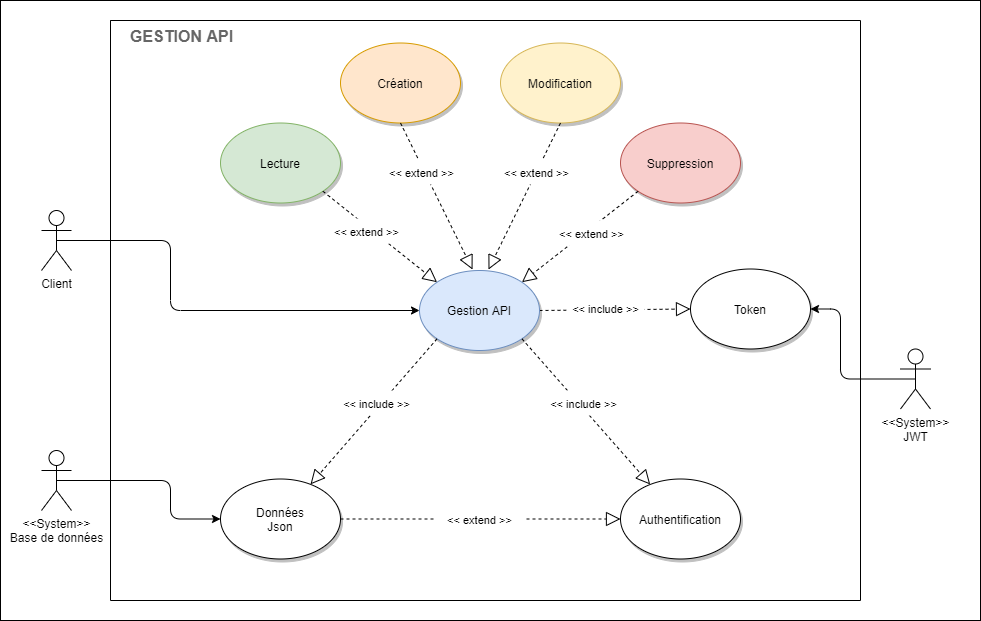 GESTION API
Création
Modification
Lecture
Suppression
<< extend >>
<< extend >>
<< extend >>
<< extend >>
Client
Gestion API
<< include >>
Token
<< include >>
<< include >>
<<System>>
JWT
Données
Json
<< extend >>
Authentification
<<System>>
Base de données